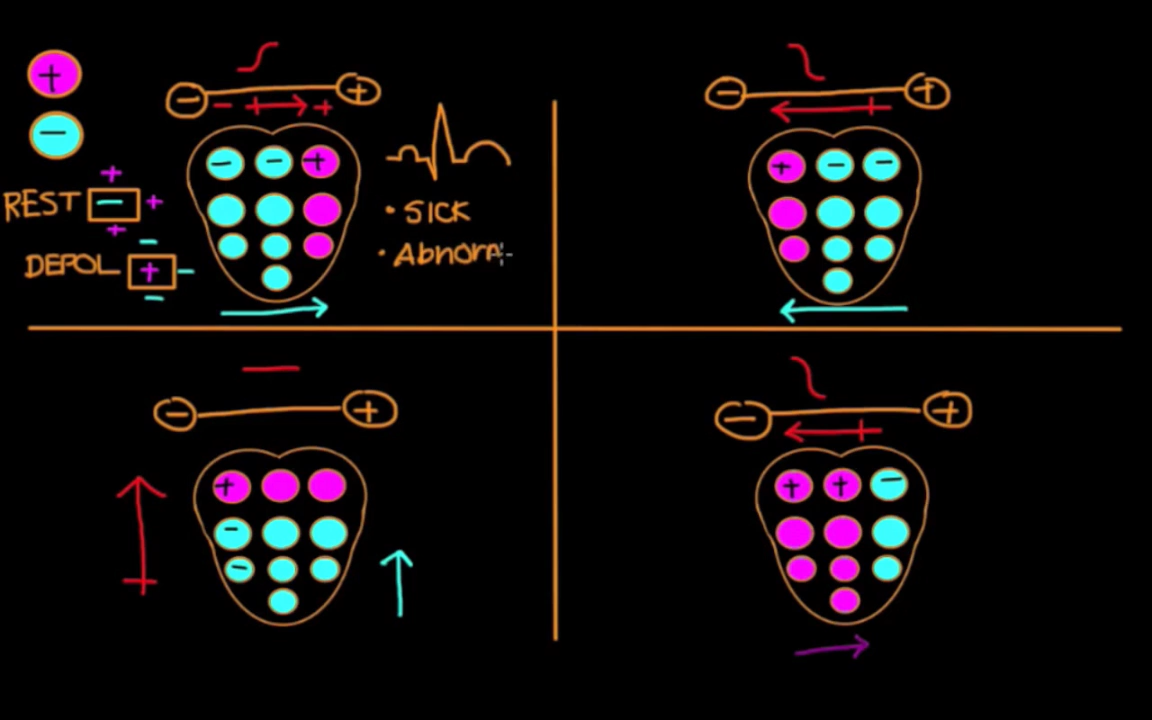 REST
DEPOL
• SICK
• Abnorm